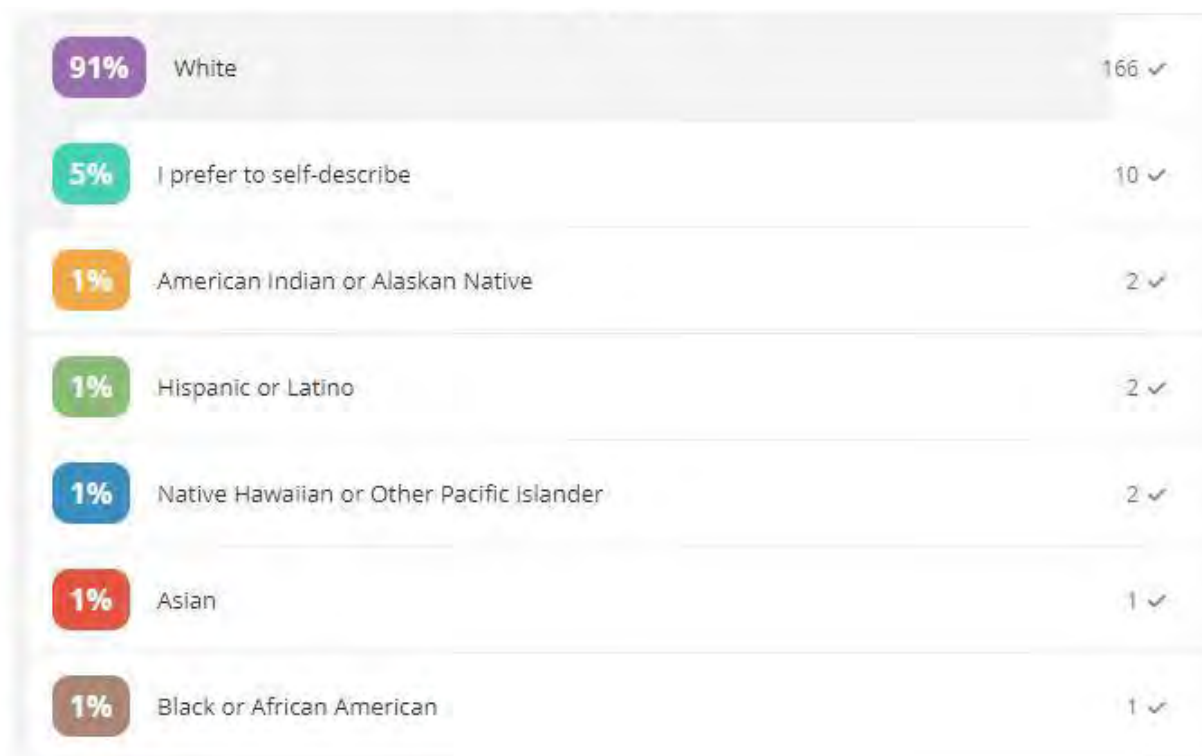 91% White 166 ✓
5% I prefer to self-describe 10 ✓
1% American Indian or Alaskan Native 2 ✓
1% Hispanic or Latino 2 ✓
1% Native Hawaiian or Other Pacific Islander 2 ✓
1% Asian 1 ✓
1% Black or African American 1 ✓